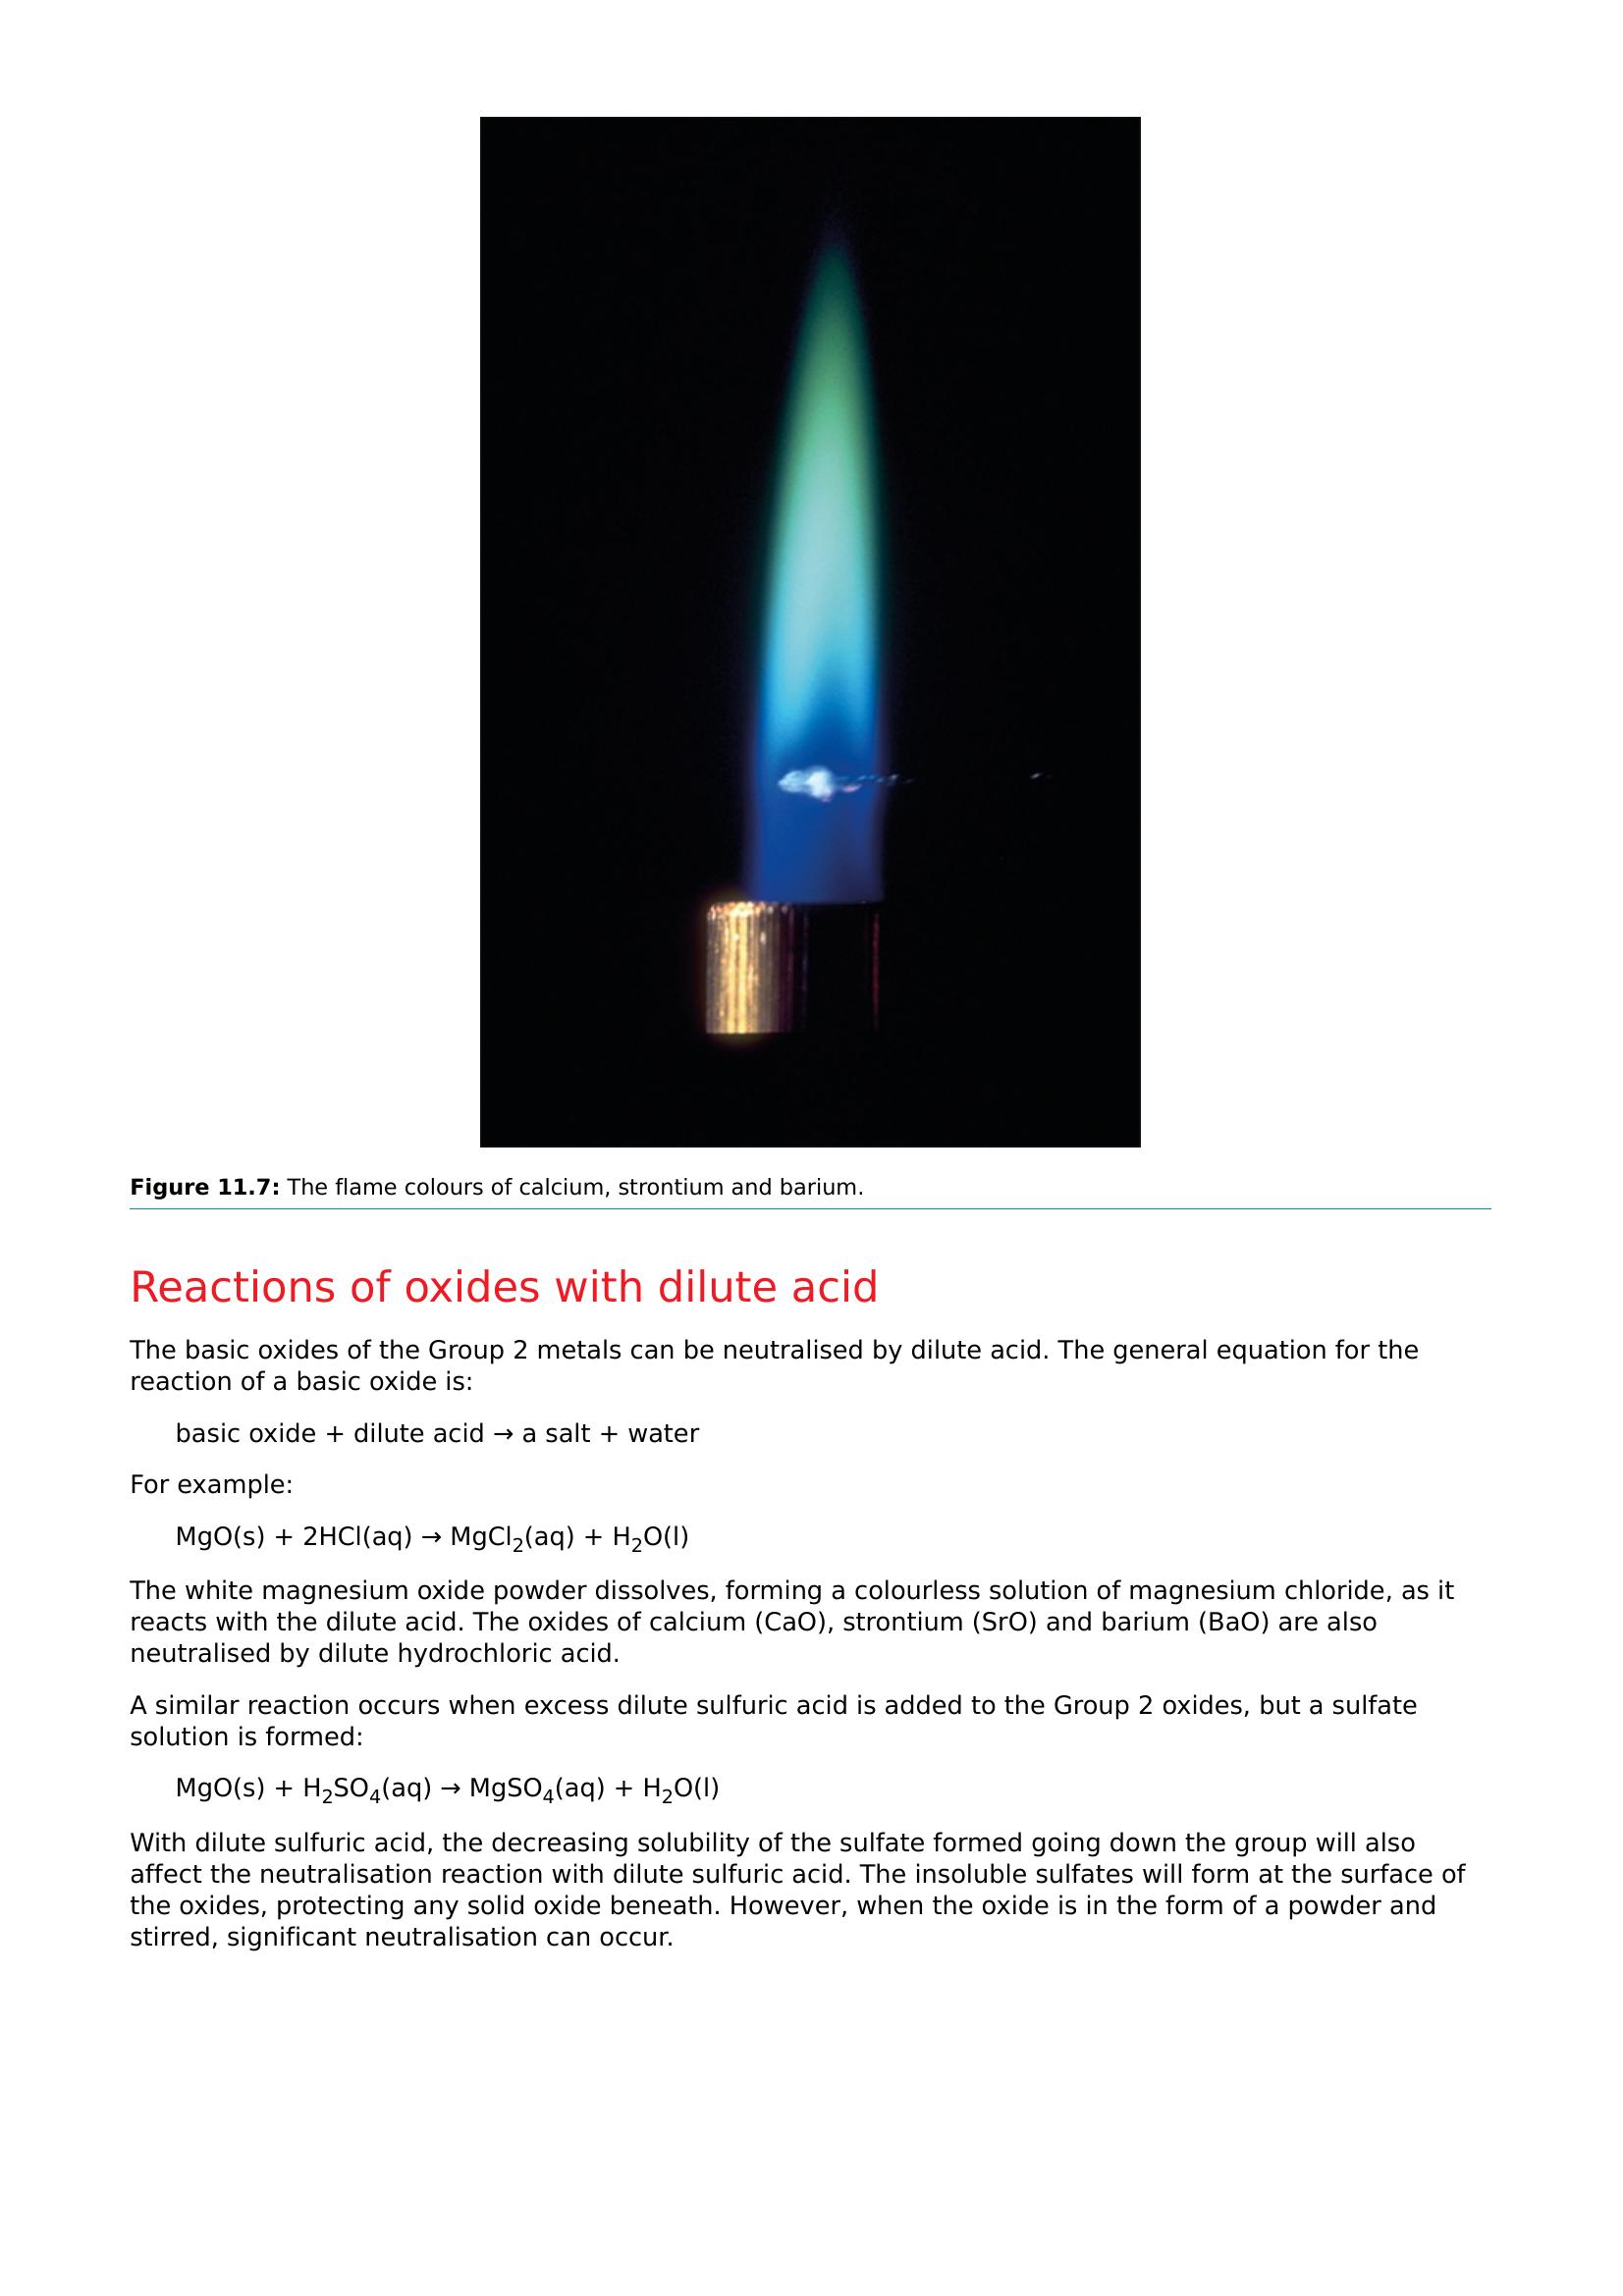 Figure 11.7: The flame colours of calcium, strontium and barium.
Reactions of oxides with dilute acid
The basic oxides of the Group 2 metals can be neutralised by dilute acid. The general equation for the
reaction of a basic oxide is:
basic oxide + dilute acid → a salt + water
For example:
MgO(s) + 2HCl(aq) → MgCl₂(aq) + H₂O(l)
The white magnesium oxide powder dissolves, forming a colourless solution of magnesium chloride, as it
reacts with the dilute acid. The oxides of calcium (CaO), strontium (SrO) and barium (BaO) are also
neutralised by dilute hydrochloric acid.
A similar reaction occurs when excess dilute sulfuric acid is added to the Group 2 oxides, but a sulfate
solution is formed:
MgO(s) + H₂SO₄(aq) → MgSO₄(aq) + H₂O(l)
With dilute sulfuric acid, the decreasing solubility of the sulfate formed going down the group will also
affect the neutralisation reaction with dilute sulfuric acid. The insoluble sulfates will form at the surface of
the oxides, protecting any solid oxide beneath. However, when the oxide is in the form of a powder and
stirred, significant neutralisation can occur.